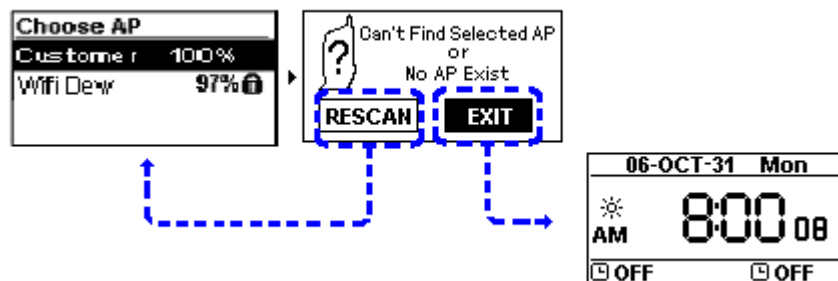 Choose AP
Customer 100%
Wifi Dew 97%
?
Can't Find Selected AP
or
No AP Exist
RESCAN EXIT
06-OCT-31 Mon
AM 8:00 08
OFF OFF